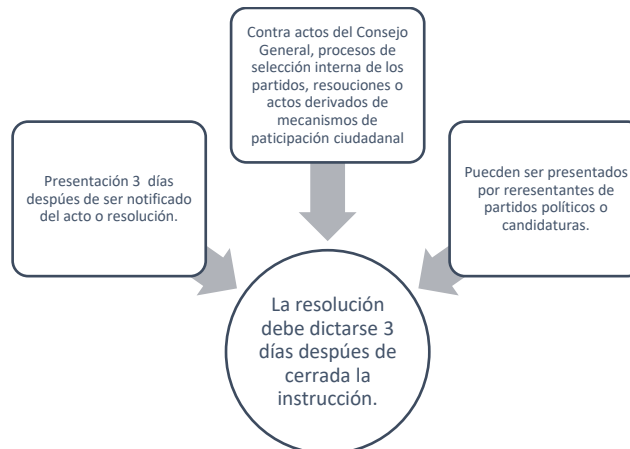 Contra actos del Consejo
General, procesos de
selección interna de los
partidos, resouciones o
actos derivados de
mecanismos de
paticipación ciudadanal
Presentación 3 días
despúes de ser notificado
del acto o resolución.
Puecden ser presentados
por reresentantes de
partidos políticos o
candidaturas.
La resolución
debe dictarse 3
días despúes de
cerrada la
instrucción.